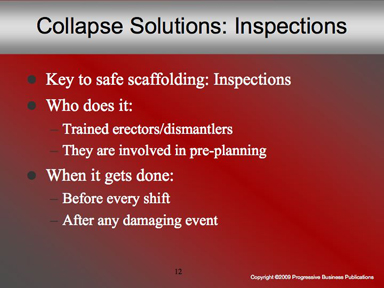 Collapse Solutions: Inspections
● Key to safe scaffolding: Inspections
● Who does it:
– Trained erectors/dismantlers
– They are involved in pre-planning
● When it gets done:
– Before every shift
– After any damaging event
12
Copyright ©2009 Progressive Business Publications